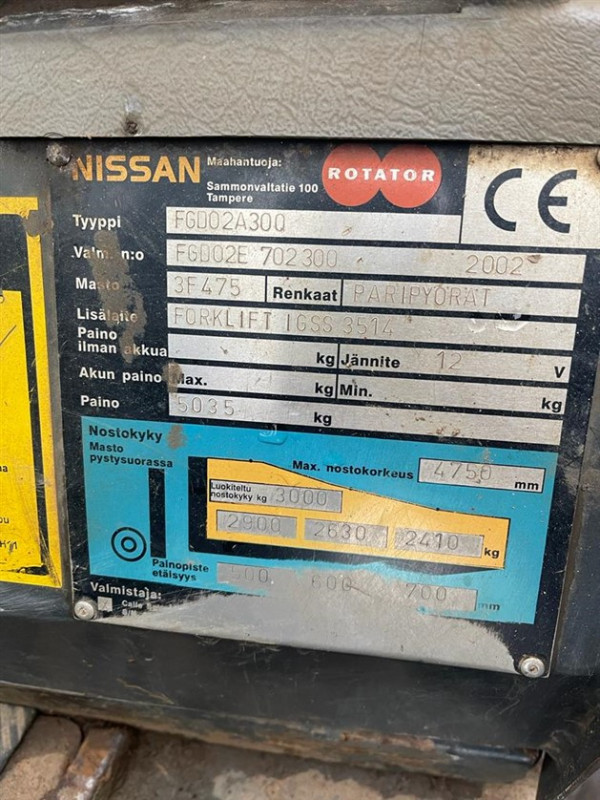 NISSAN Maahantuoja: ROTATOR
Sammonvaltatie 100
Tampere
CE
Tyyppi FGD02A30Q
Valm.n:o FGD02E 702300 2002
Masto 3F475 Renkaat PARIPYÖRÄT
Lisälaite FORKLIFT IGSS 3514
Paino
ilman akkua kg Jännite 12 V
Akun paino Max. kg Min. kg
Paino 5035 kg
Nostokyky
Masto
pystysuorassa
Max. nostokorkeus 4750 mm
Luokiteltu
nostokyky kg 3000
2900 2630 2410 kg
Painopiste
etäisyys 500 600 700 mm
Valmistaja: